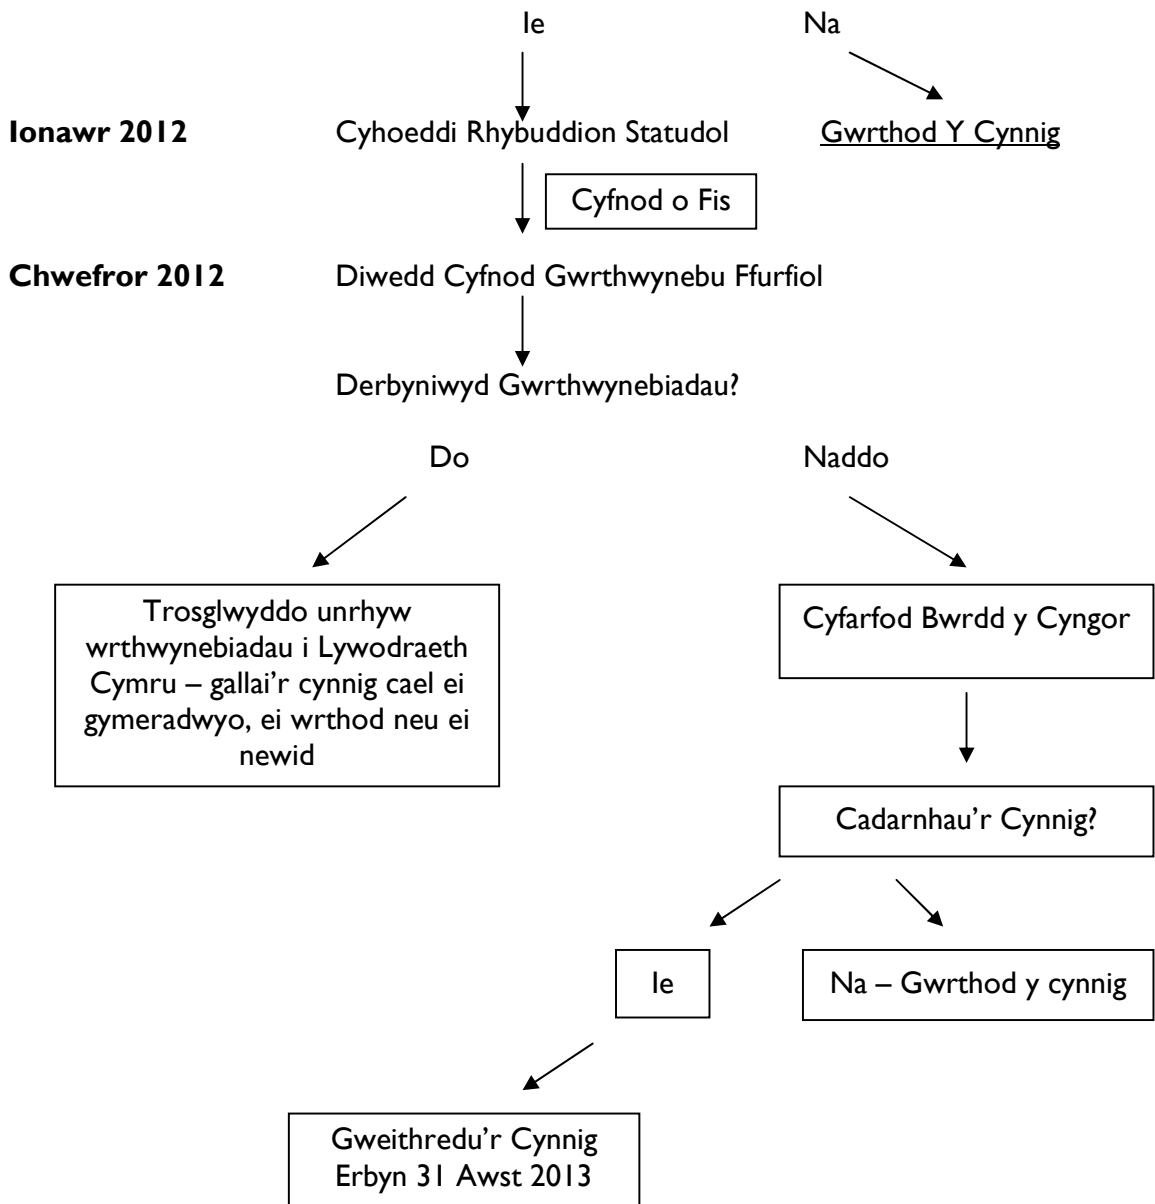 Ie Na
Ionawr 2012 Cyhoeddi Rhybuddion Statudol Gwrthod Y Cynnig
Cyfnod o Fis
Chwefror 2012 Diwedd Cyfnod Gwrthwynebu Ffurfiol
Derbyniwyd Gwrthwynebiadau?
Do Naddo
Trosglwyddo unrhyw
wrthwynebiadau i Lywodraeth
Cymru – gallai'r cynnig cael ei
gymeradwyo, ei wrthod neu ei
newid
Cyfarfod Bwrdd y Cyngor
Cadarnhau'r Cynnig?
Ie Na – Gwrthod y cynnig
Gweithredu'r Cynnig
Erbyn 31 Awst 2013